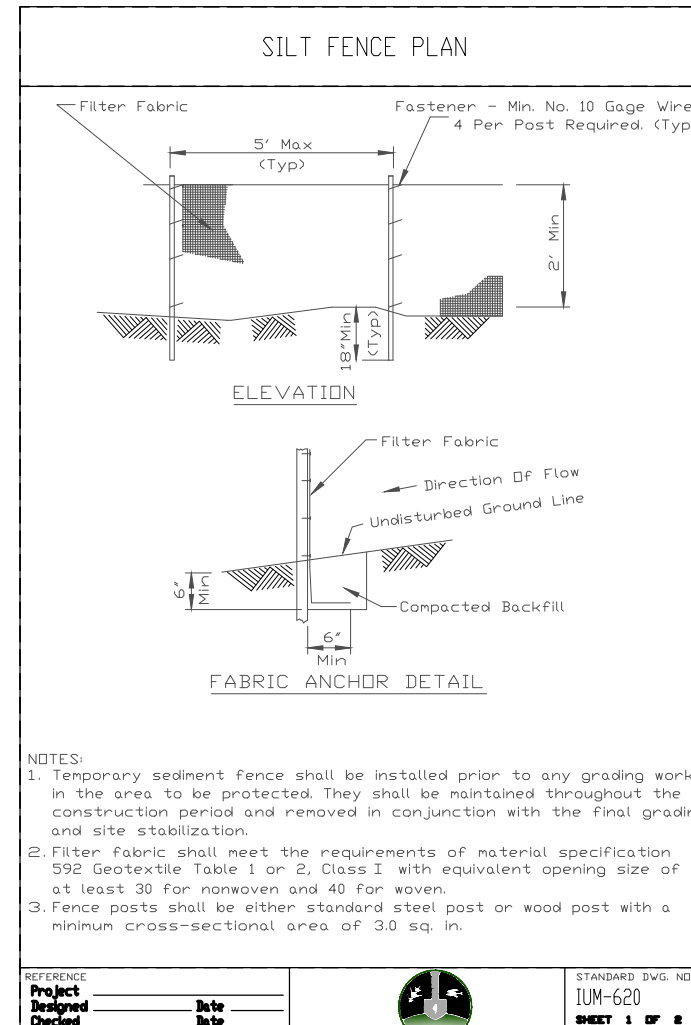 SILT FENCE PLAN
Filter Fabric
Fastener - Min. No. 10 Gage Wire
4 Per Post Required. (Typ
5' Max
(Typ)
2' Min
18"Min
(Typ)
ELEVATION
Filter Fabric
Direction Of Flow
Undisturbed Ground Line
6"
Min
Compacted Backfill
6"
Min
FABRIC ANCHOR DETAIL
NOTES:
1. Temporary sediment fence shall be installed prior to any grading work
in the area to be protected. They shall be maintained throughout the
construction period and removed in conjunction with the final gradin
and site stabilization.
2. Filter fabric shall meet the requirements of material specification
592 Geotextile Table 1 or 2, Class I with equivalent opening size of
at least 30 for nonwoven and 40 for woven.
3. Fence posts shall be either standard steel post or wood post with a
minimum cross-sectional area of 3.0 sq. in.
REFERENCE
Project
Designed Date
Checked Date
STANDARD DWG. NO
IUM-620
SHEET 1 OF 2